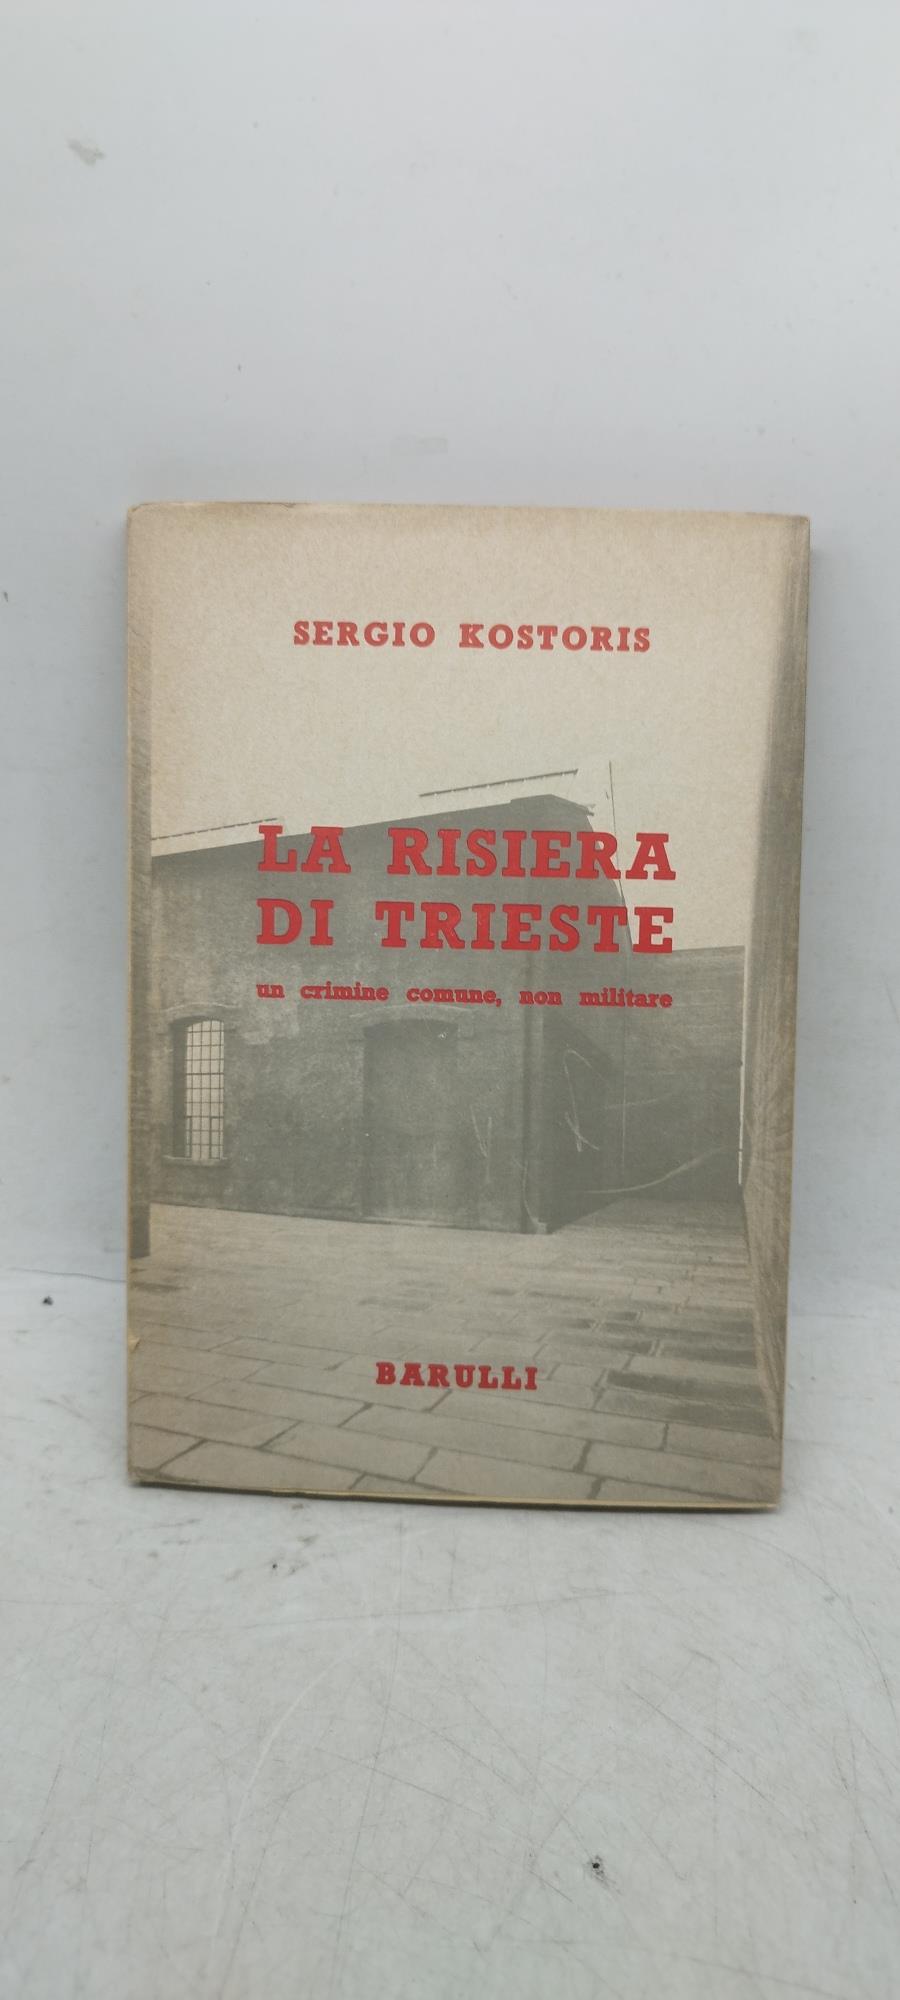 SERGIO KOSTORIS
LA RISIERA
DI TRIESTE
un crimine comune, non militare
BARULLI